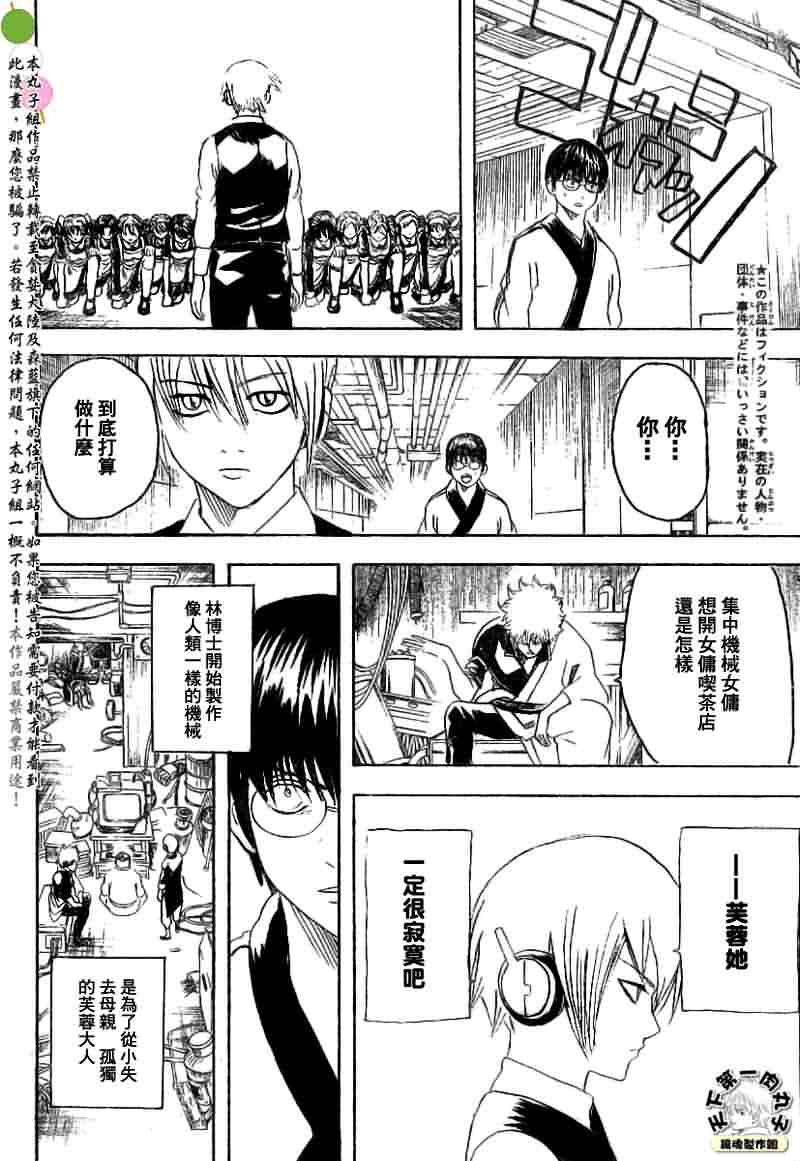 本丸子組作品禁止轉載至貪婪大陸及森藍旗下的任何網站。如果您被告知需要付款才能看到
此漫畫，那麼您被騙了。若發生任何法律問題，本丸子組一概不負責！本作品嚴禁商業用途！
★この作品はフィクションです。実在の人物・
団体・事件などには、いっさい関係ありません。
你…
你…
到底打算
做什麼
集中機械女傭
想開女傭喫茶店
還是怎樣
林博士開始製作
像人類一樣的機械
是為了從小失
去母親 孤獨
的芙蓉大人
——芙蓉她
一定很寂寞吧
天下第一肉丸子
銀魂製作組